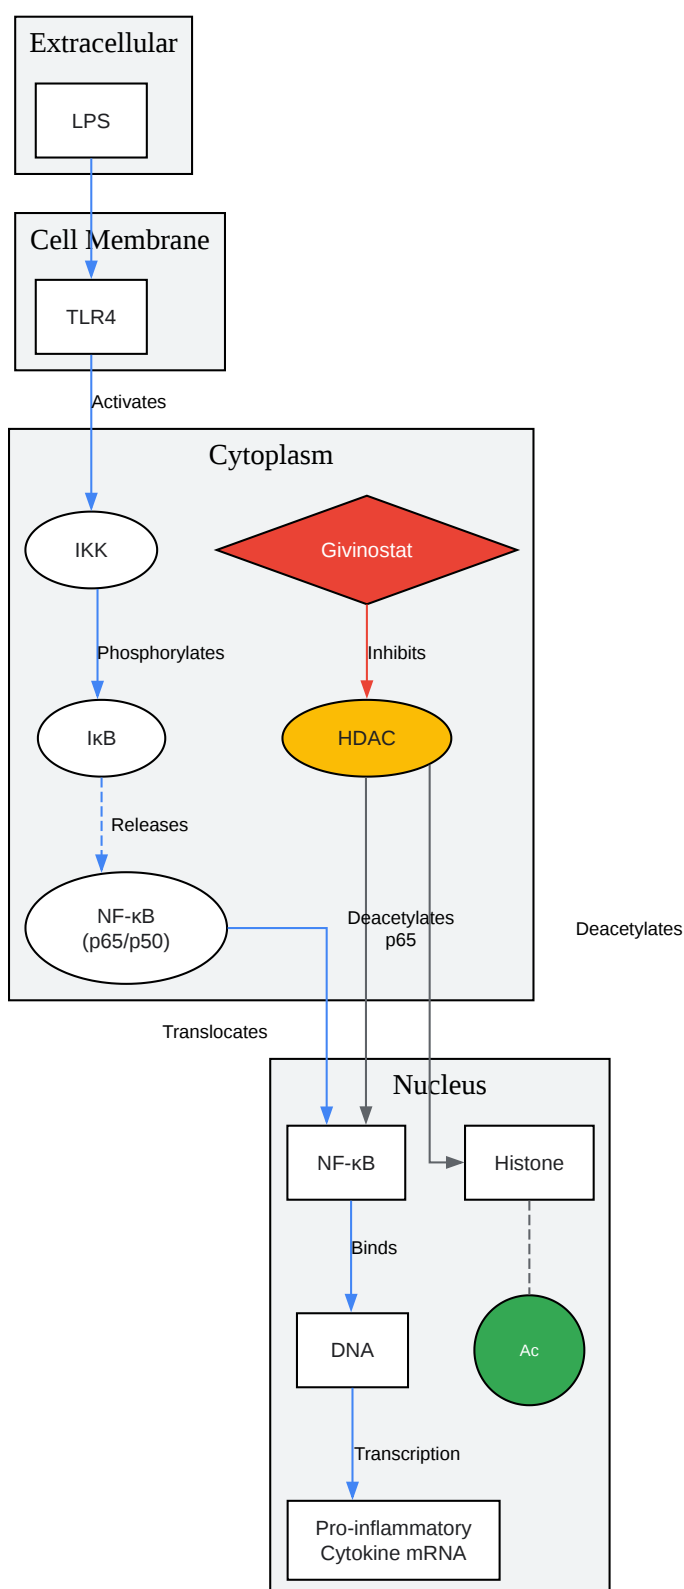 Extracellular
LPS
Cell Membrane
TLR4
Activates
Cytoplasm
IKK
Givinostat
Phosphorylates
Inhibits
IκB
HDAC
Releases
NF-κB
(p65/p50)
Deacetylates
p65
Deacetylates
Translocates
Nucleus
NF-κB
Histone
Binds
DNA
Ac
Transcription
Pro-inflammatory
Cytokine mRNA